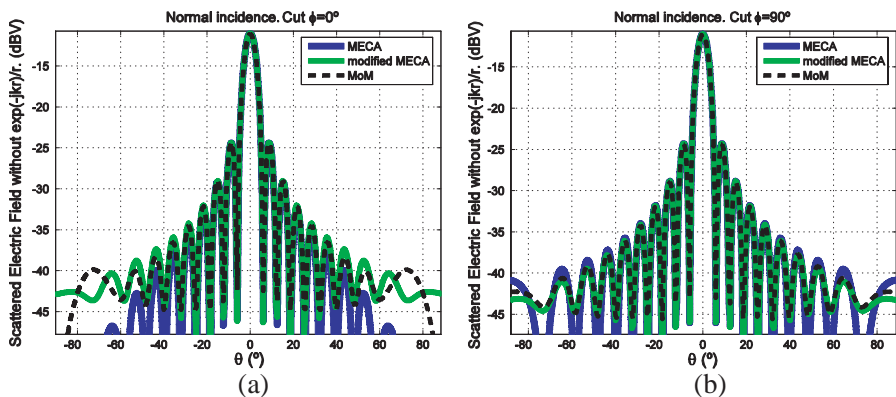 Normal incidence. Cut ϕ=0º
Scattered Electric Field without exp(-jkr)/r. (dBV)
-15
-20
-25
-30
-35
-40
-45
MECA
modified MECA
MoM
-80 -60 -40 -20 0 20 40 60 80
θ (º)
(a)
Normal incidence. Cut ϕ=90º
Scattered Electric Field without exp(-jkr)/r. (dBV)
-15
-20
-25
-30
-35
-40
-45
MECA
modified MECA
MoM
-80 -60 -40 -20 0 20 40 60 80
θ (º)
(b)